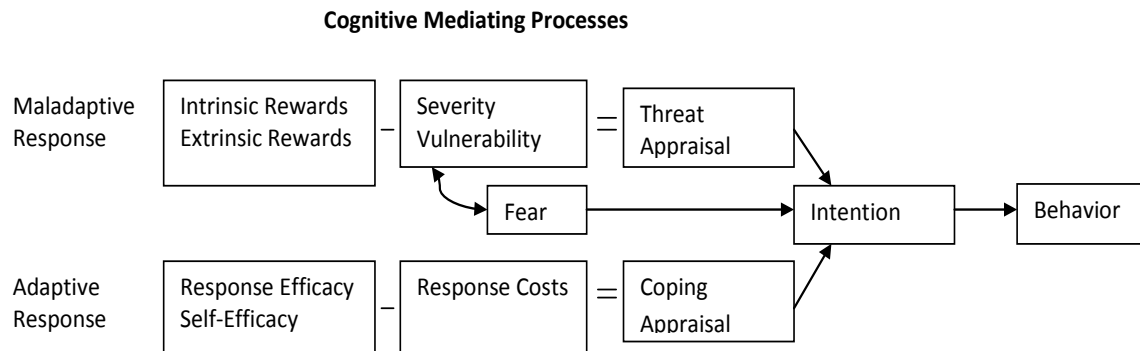 Cognitive Mediating Processes
Maladaptive
Response
Intrinsic Rewards
Extrinsic Rewards
–
Severity
Vulnerability
=
Threat
Appraisal
Fear
Intention
Behavior
Adaptive
Response
Response Efficacy
Self-Efficacy
–
Response Costs
=
Coping
Appraisal